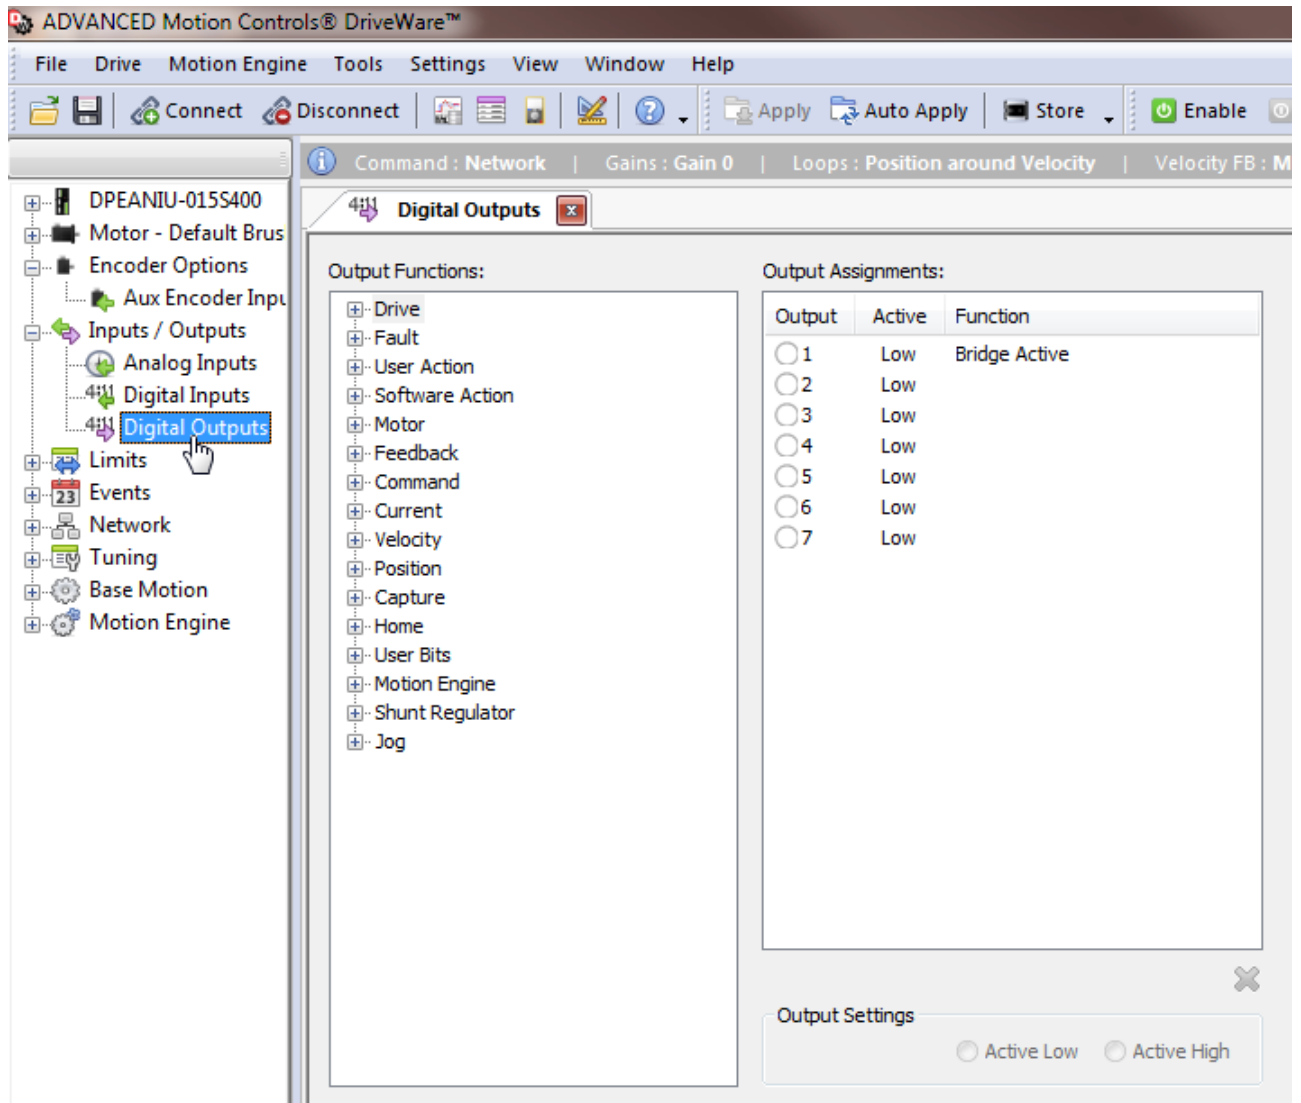 ADVANCED Motion Controls® DriveWare™
File Drive Motion Engine Tools Settings View Window Help
Connect Disconnect Apply Auto Apply Store Enable
Command : Network | Gains : Gain 0 | Loops : Position around Velocity | Velocity FB : M
DPEANIU-015S400
Motor - Default Brus
Encoder Options
Aux Encoder Inpu
Inputs / Outputs
Analog Inputs
Digital Inputs
Digital Outputs
Limits
23 Events
Network
Tuning
Base Motion
Motion Engine
Digital Outputs
Output Functions:
Drive
Fault
User Action
Software Action
Motor
Feedback
Command
Current
Velocity
Position
Capture
Home
User Bits
Motion Engine
Shunt Regulator
Jog
Output Assignments:
Output Active Function
1 Low Bridge Active
2 Low
3 Low
4 Low
5 Low
6 Low
7 Low
Output Settings
Active Low Active High